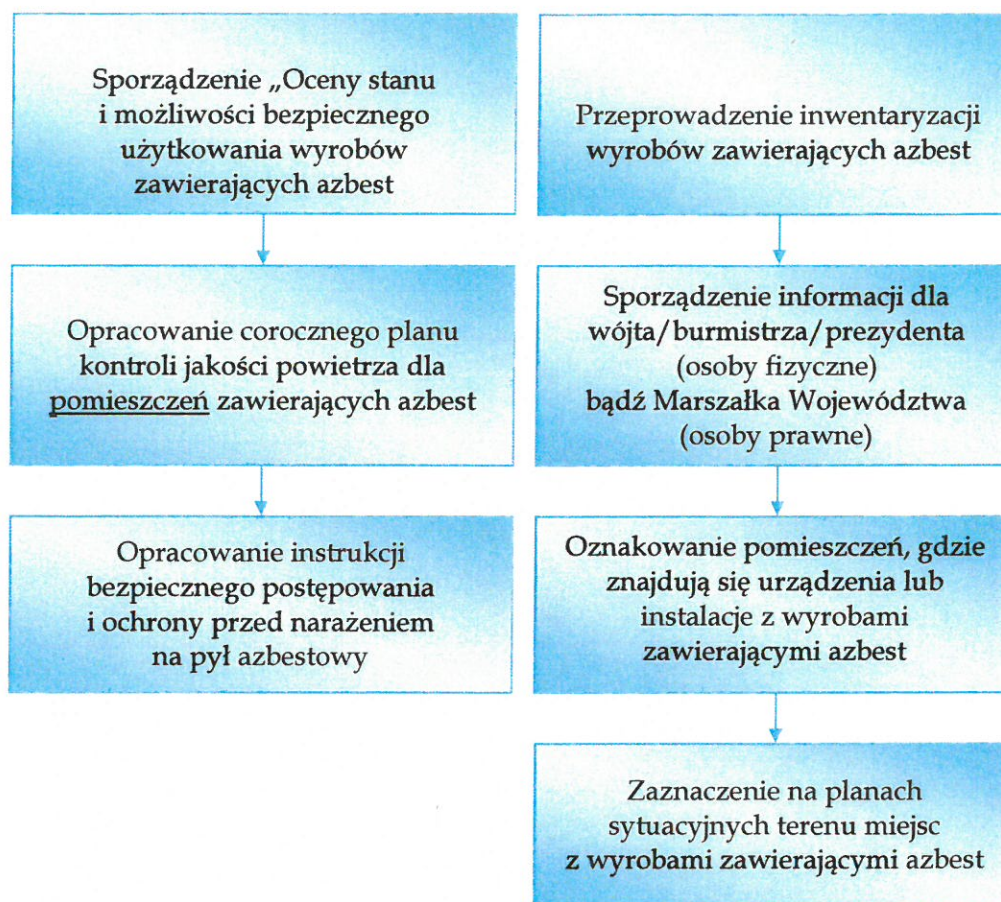 Sporządzenie „Oceny stanu
i możliwości bezpiecznego
użytkowania wyrobów
zawierających azbest
Opracowanie corocznego planu
kontroli jakości powietrza dla
pomieszczeń zawierających azbest
Opracowanie instrukcji
bezpiecznego postępowania
i ochrony przed narażeniem
na pył azbestowy
Przeprowadzenie inwentaryzacji
wyrobów zawierających azbest
Sporządzenie informacji dla
wójta/burmistrza/prezydenta
(osoby fizyczne)
bądź Marszałka Województwa
(osoby prawne)
Oznakowanie pomieszczeń, gdzie
znajdują się urządzenia lub
instalacje z wyrobami
zawierającymi azbest
Zaznaczenie na planach
sytuacyjnych terenu miejsc
z wyrobami zawierającymi azbest